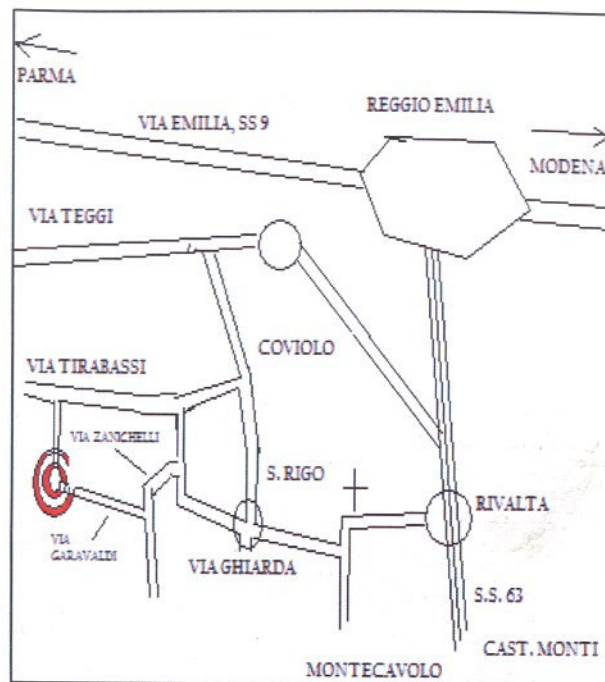 PARMA
REGGIO EMILIA
VIA EMILIA, SS 9
MODENA
VIA TEGGI
COVIOLO
VIA TIRABASSI
VIA ZANICHELLI
S. RIGO
RIVALTA
VIA
GARAVALDI
VIA GHIARDA
S.S. 63
CAST. MONTI
MONTECAVOLO